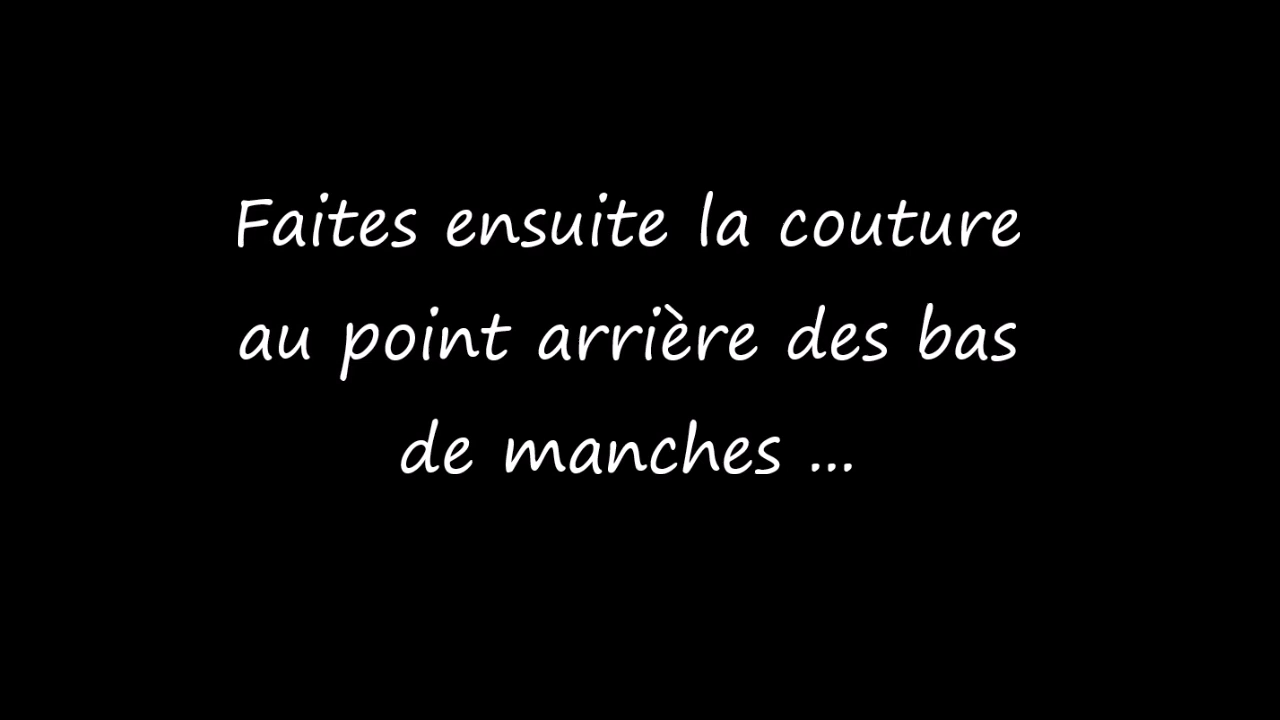 Faites ensuite la couture
au point arrière des bas
de manches ...